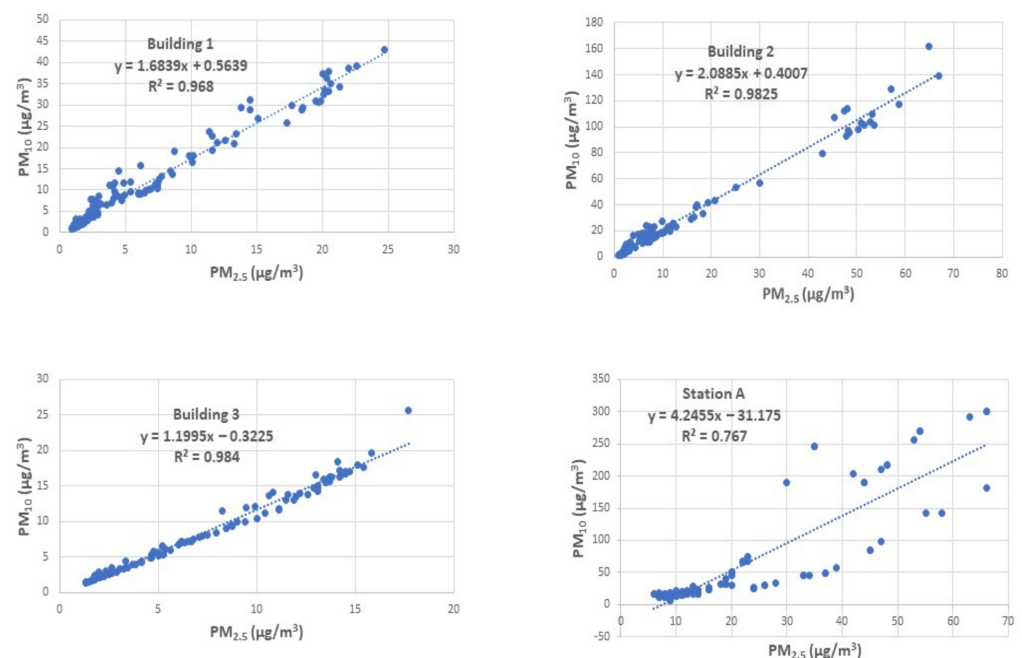 Building 1
y = 1.6839x + 0.5639
R² = 0.968
PM₁₀ (µg/m³)
50
45
40
35
30
25
20
15
10
5
0
0 5 10 15 20 25 30
PM₂.₅ (µg/m³)
Building 2
y = 2.0885x + 0.4007
R² = 0.9825
PM₁₀ (µg/m³)
180
160
140
120
100
80
60
40
20
0
0 10 20 30 40 50 60 70 80
PM₂.₅ (µg/m³)
Building 3
y = 1.1995x – 0.3225
R² = 0.984
PM₁₀ (µg/m³)
30
25
20
15
10
5
0
0 5 10 15 20
PM₂.₅ (µg/m³)
Station A
y = 4.2455x – 31.175
R² = 0.767
PM₁₀ (µg/m³)
350
300
250
200
150
100
50
0
-50
0 10 20 30 40 50 60 70
PM₂.₅ (µg/m³)